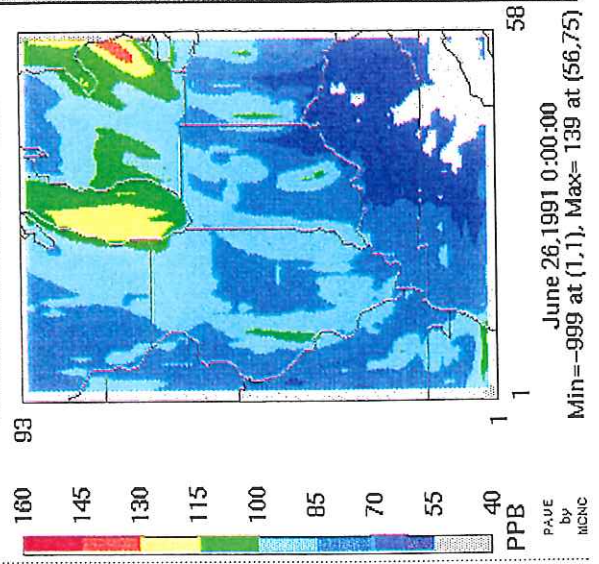 160
145
130
115
100
85
70
55
40
PPB
PAVE
by
MCNC
93
1
1
58
June 26,1991 0:00:00
Min=-999 at (1,1), Max= 139 at (56,75)